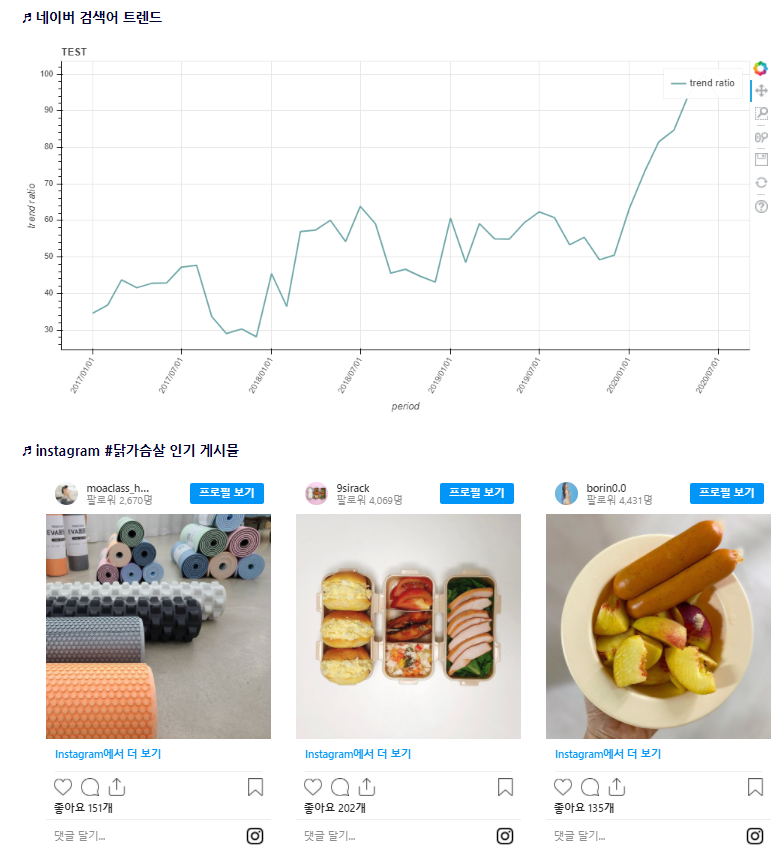 ♬ 네이버 검색어 트렌드
TEST
trend ratio
100
90
80
70
60
50
40
30
trend ratio
2017/01/01
2017/07/01
2018/01/01
2018/07/01
2019/01/01
2019/07/01
2020/01/01
2020/07/01
period
♬ instagram #닭가슴살 인기 게시물
moaclass_h...
팔로워 2,670명
프로필 보기
9sirack
팔로워 4,069명
프로필 보기
borin0.0
팔로워 4,431명
프로필 보기
Instagram에서 더 보기
Instagram에서 더 보기
Instagram에서 더 보기
좋아요 151개
좋아요 202개
좋아요 135개
댓글 달기...
댓글 달기...
댓글 달기...